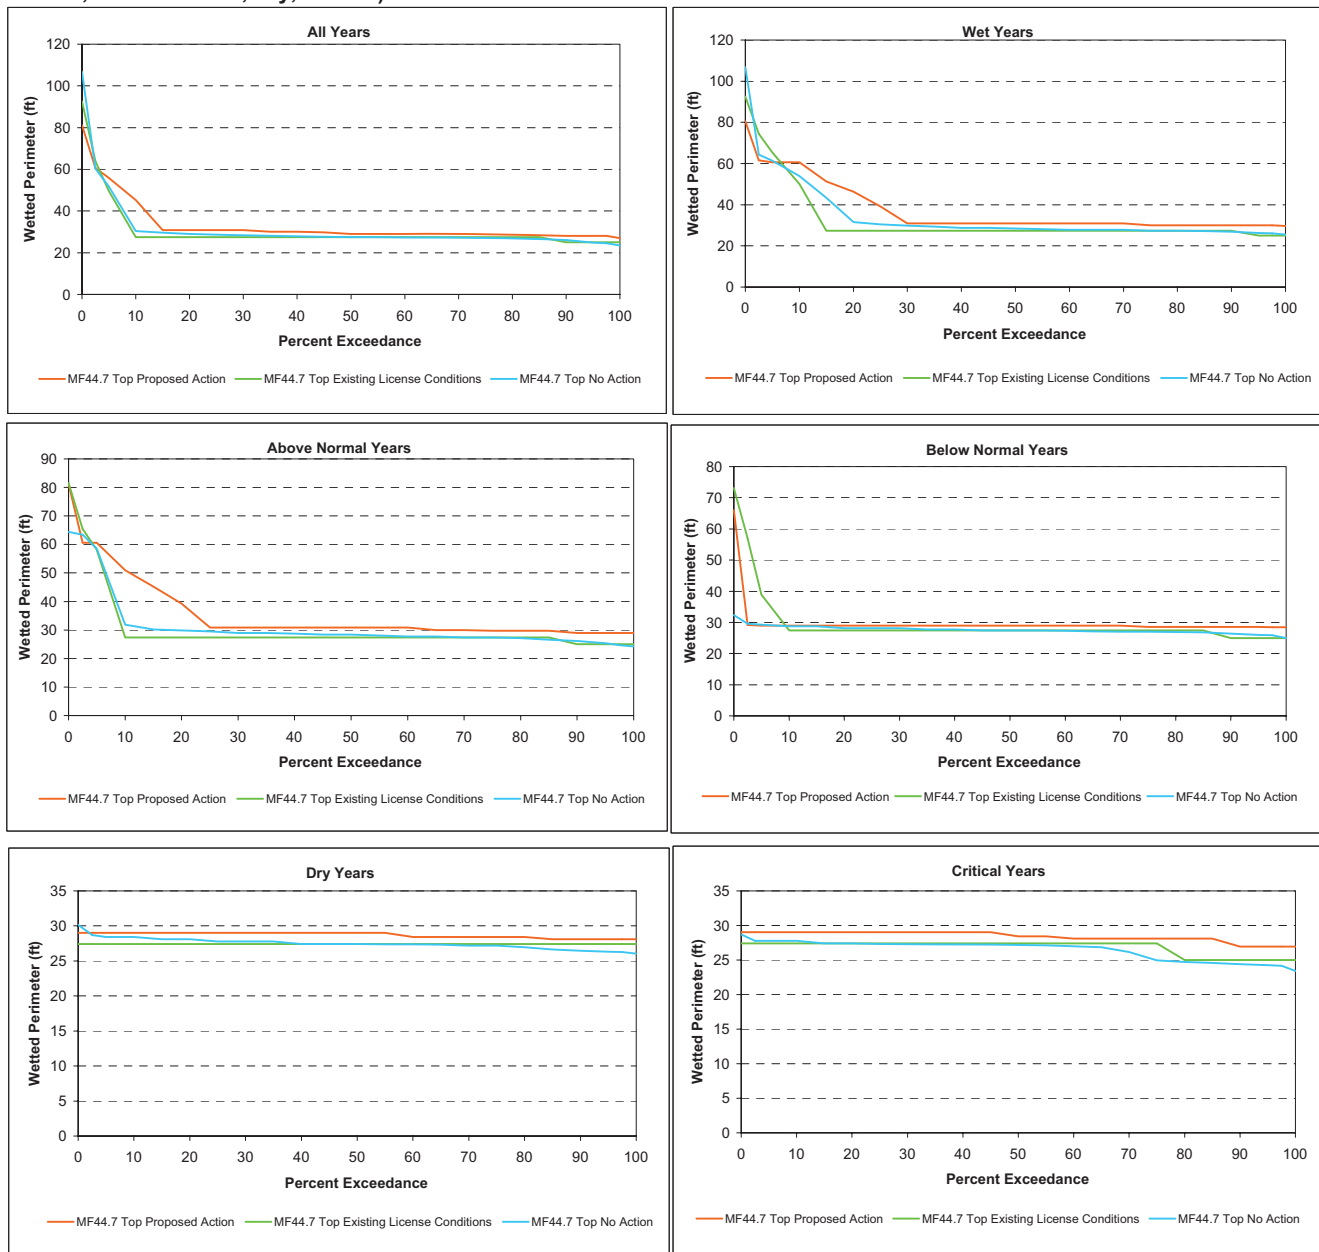 All Years
Wetted Perimeter (ft)
120
100
80
60
40
20
0
0 10 20 30 40 50 60 70 80 90 100
Percent Exceedance
MF44.7 Top Proposed Action MF44.7 Top Existing License Conditions MF44.7 Top No Action
Wet Years
Wetted Perimeter (ft)
120
100
80
60
40
20
0
0 10 20 30 40 50 60 70 80 90 100
Percent Exceedance
MF44.7 Top Proposed Action MF44.7 Top Existing License Conditions MF44.7 Top No Action
Above Normal Years
Wetted Perimeter (ft)
90
80
70
60
50
40
30
20
10
0
0 10 20 30 40 50 60 70 80 90 100
Percent Exceedance
MF44.7 Top Proposed Action MF44.7 Top Existing License Conditions MF44.7 Top No Action
Below Normal Years
Wetted Perimeter (ft)
80
70
60
50
40
30
20
10
0
0 10 20 30 40 50 60 70 80 90 100
Percent Exceedance
MF44.7 Top Proposed Action MF44.7 Top Existing License Conditions MF44.7 Top No Action
Dry Years
Wetted Perimeter (ft)
35
30
25
20
15
10
5
0
0 10 20 30 40 50 60 70 80 90 100
Percent Exceedance
MF44.7 Top Proposed Action MF44.7 Top Existing License Conditions MF44.7 Top No Action
Critical Years
Wetted Perimeter (ft)
35
30
25
20
15
10
5
0
0 10 20 30 40 50 60 70 80 90 100
Percent Exceedance
MF44.7 Top Proposed Action MF44.7 Top Existing License Conditions MF44.7 Top No Action